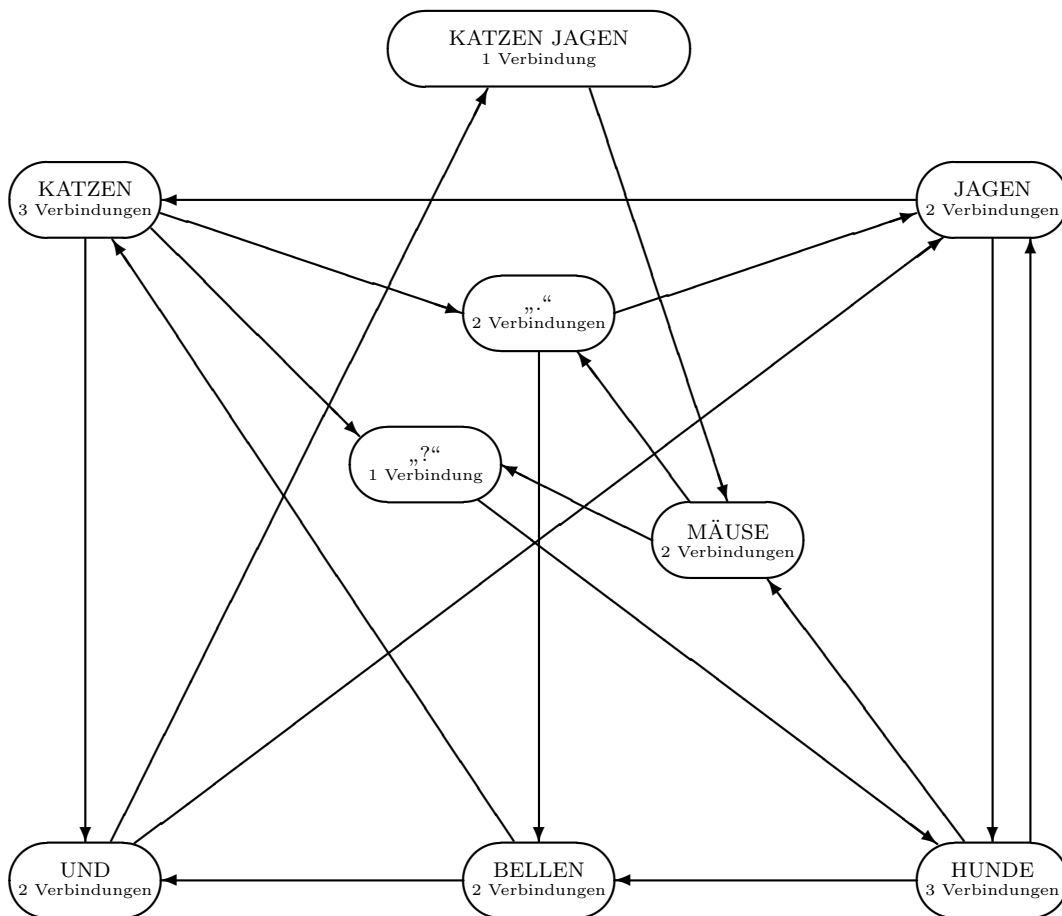 KATZEN JAGEN
1 Verbindung
KATZEN
3 Verbindungen
JAGEN
2 Verbindungen
„.“
2 Verbindungen
„?“
1 Verbindung
MÄUSE
2 Verbindungen
UND
2 Verbindungen
BELLEN
2 Verbindungen
HUNDE
3 Verbindungen